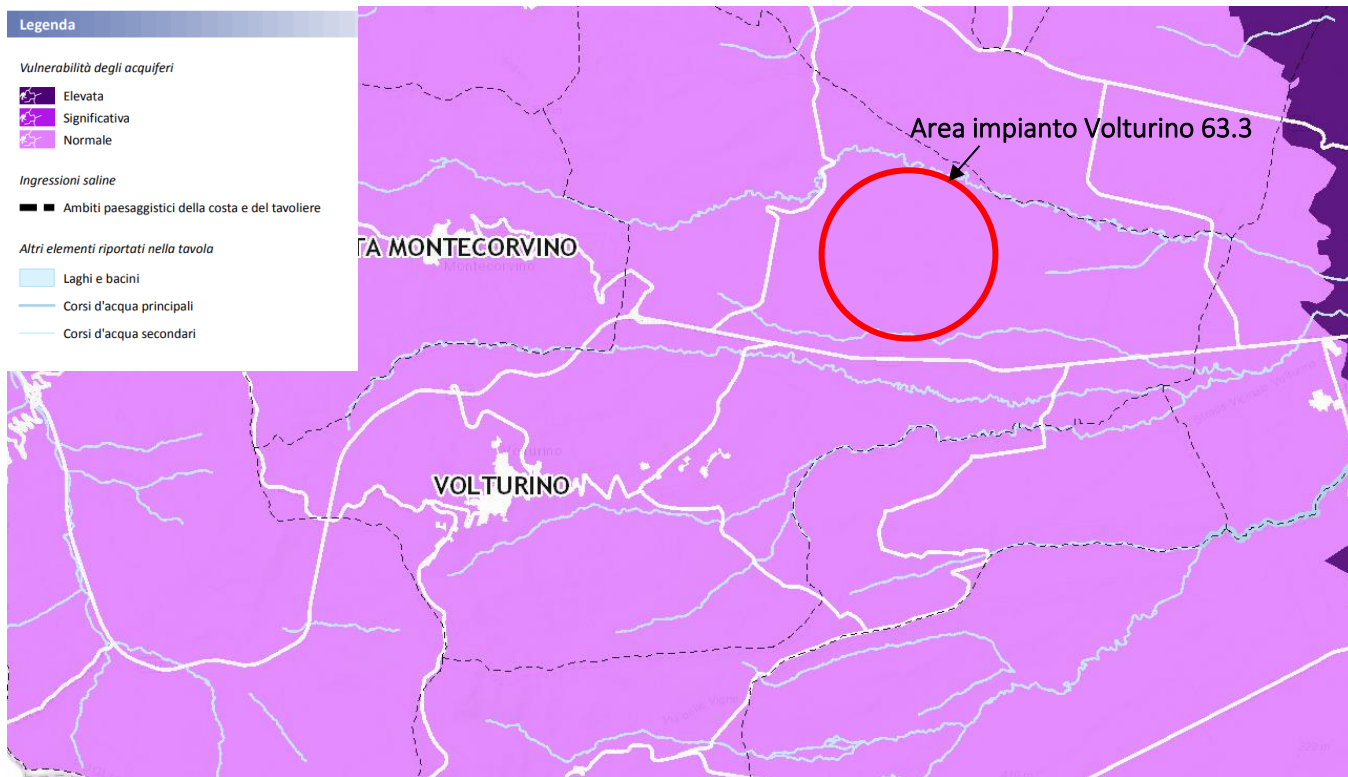 Legenda
Vulnerabilità degli acquiferi
Elevata
Significativa
Normale
Ingressioni saline
Ambiti paesaggistici della costa e del tavoliere
Altri elementi riportati nella tavola
Laghi e bacini
Corsi d'acqua principali
Corsi d'acqua secondari
Area impianto Volturino 63.3
TA MONTECORVINO
Montecorvino
Volturino
VOLTURINO